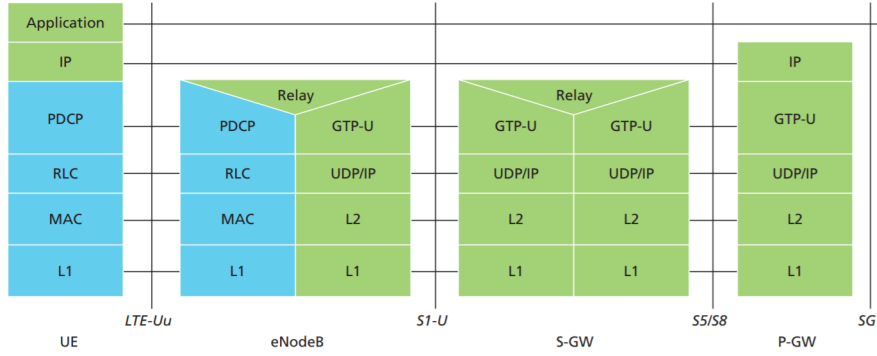 Application
IP
IP
Relay
Relay
PDCP
PDCP
GTP-U
GTP-U
GTP-U
GTP-U
RLC
RLC
UDP/IP
UDP/IP
UDP/IP
UDP/IP
MAC
MAC
L2
L2
L2
L2
L1
L1
L1
L1
L1
L1
LTE-Uu
S1-U
S5/S8
SG
UE
eNodeB
S-GW
P-GW